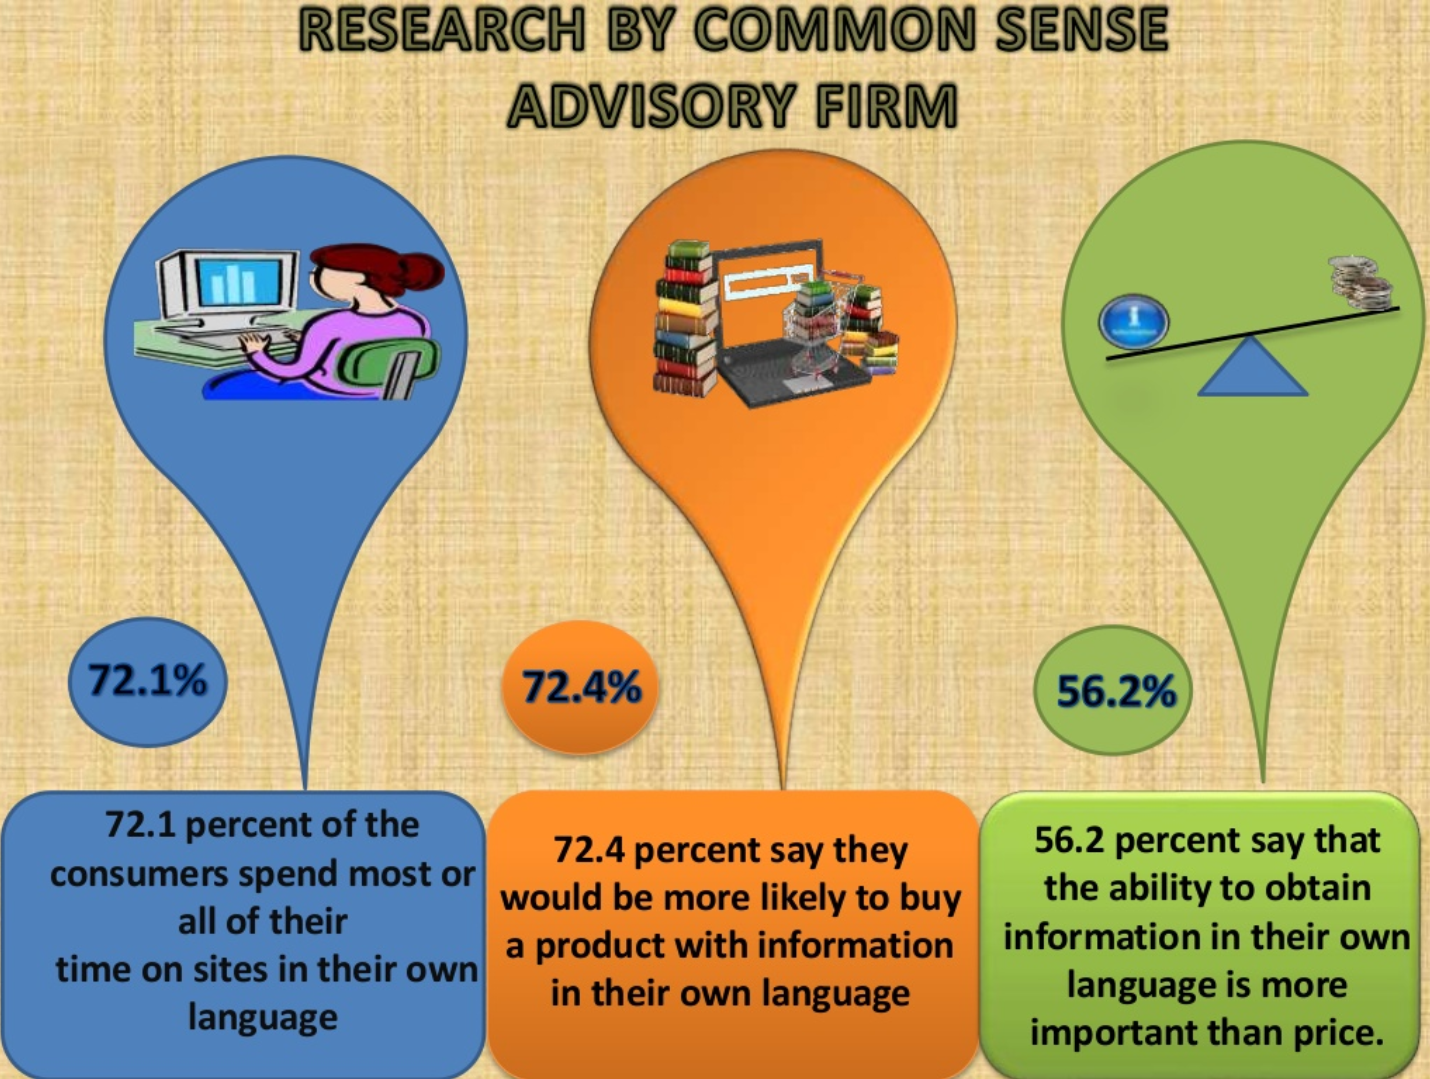 RESEARCH BY COMMON SENSE
ADVISORY FIRM
72.1%
72.1 percent of the
consumers spend most or
all of their
time on sites in their own
language
72.4%
72.4 percent say they
would be more likely to buy
a product with information
in their own language
56.2%
56.2 percent say that
the ability to obtain
information in their own
language is more
important than price.